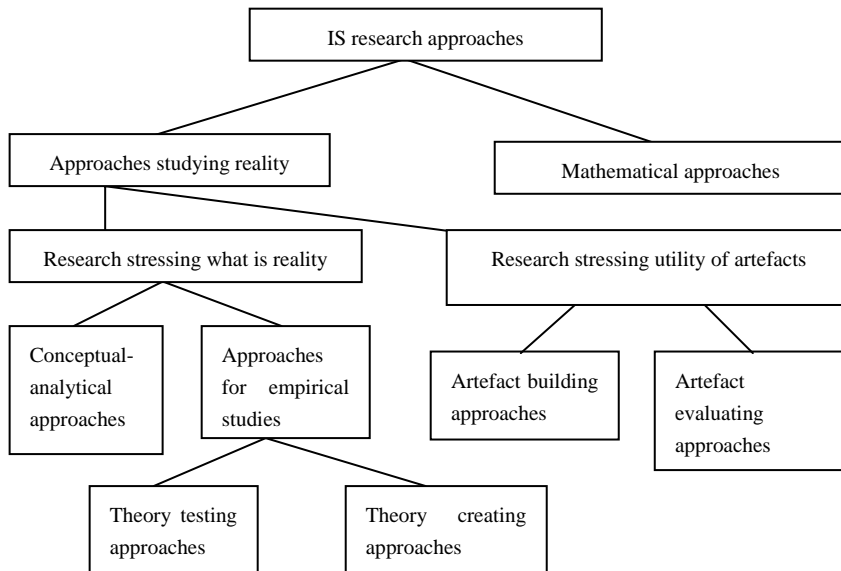 IS research approaches
Approaches studying reality
Mathematical approaches
Research stressing what is reality
Research stressing utility of artefacts
Conceptual-
analytical
approaches
Approaches
for empirical
studies
Artefact building
approaches
Artefact
evaluating
approaches
Theory testing
approaches
Theory creating
approaches